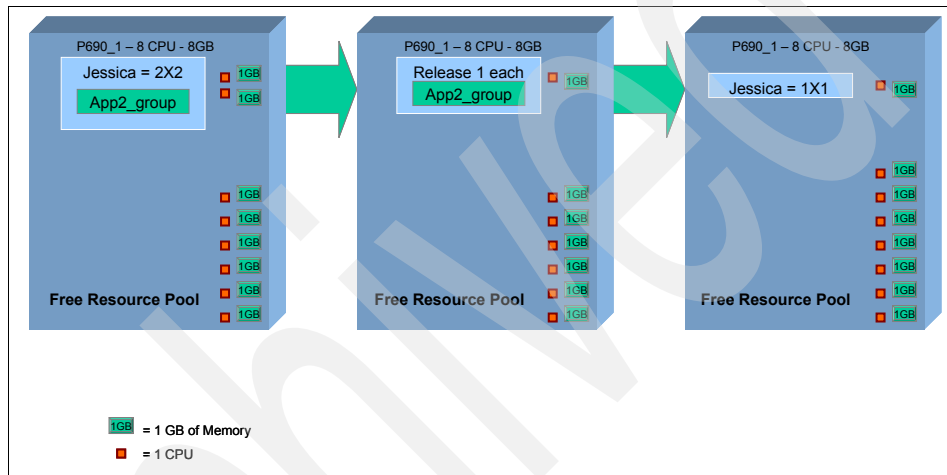 P690_1 – 8 CPU - 8GB
Jessica = 2X2
App2_group
1GB
1GB
1GB
1GB
1GB
1GB
1GB
1GB
Free Resource Pool
P690_1 – 8 CPU - 8GB
Release 1 each
App2_group
1GB
1GB
1GB
1GB
1GB
1GB
1GB
Free Resource Pool
P690_1 – 8 CPU - 8GB
Jessica = 1X1
1GB
1GB
1GB
1GB
1GB
1GB
1GB
1GB
Free Resource Pool
1GB = 1 GB of Memory
= 1 CPU